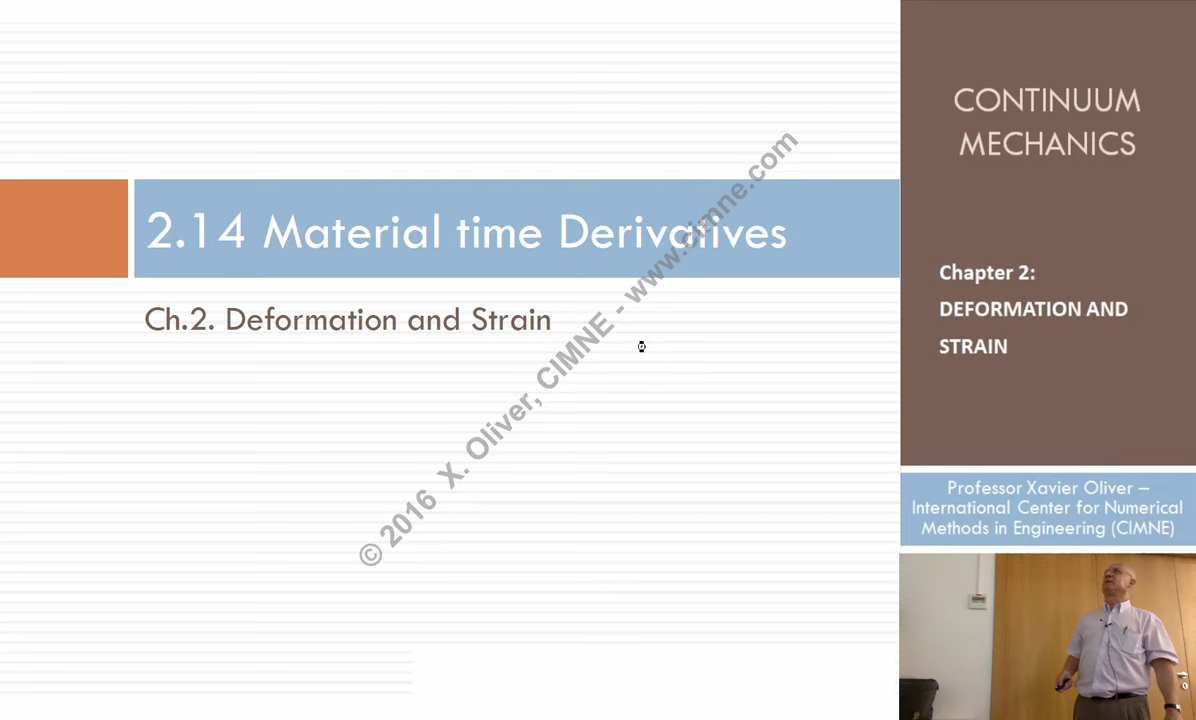 2.14 Material time Derivatives
Ch.2. Deformation and Strain
© 2016 X. Oliver, CIMNE - www.cimne.com
CONTINUUM
MECHANICS
Chapter 2:
DEFORMATION AND
STRAIN
Professor Xavier Oliver –
International Center for Numerical
Methods in Engineering (CIMNE)